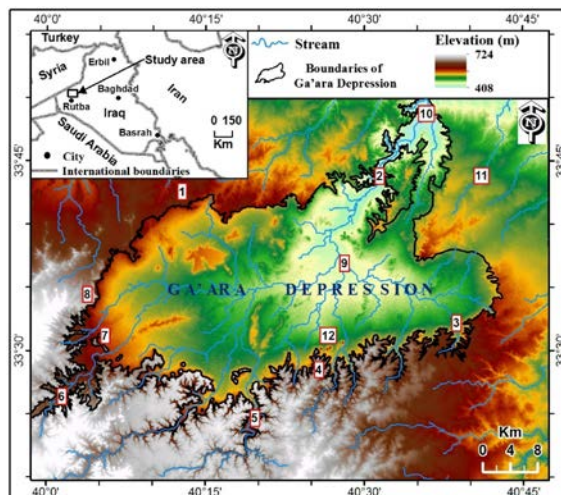 40°0'
40°15'
40°30'
40°45'
Turkey
Syria
Erbil
Study area
Iran
Baghdad
Rutba
Iraq
Saudi Arabia
Basrah
0 150
Km
City
International boundaries
N
Stream
Boundaries of
Ga'ara Depression
Elevation (m)
724
408
N
33°45'
33°45'
33°30'
33°30'
10
2
11
1
9
GA'ARA DEPRESSION
8
7
3
12
4
6
5
Km
0 4 8
40°0'
40°15'
40°30'
40°45'